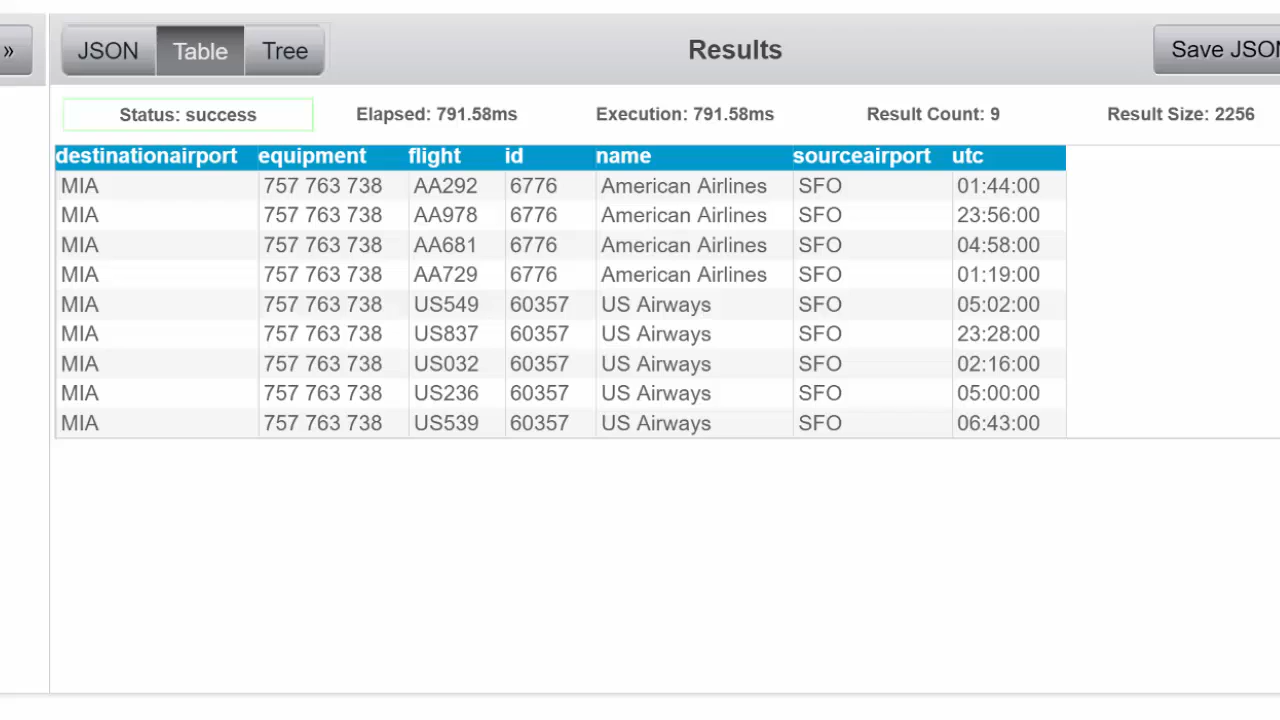 » JSON Table Tree Results Save JSON
Status: success Elapsed: 791.58ms Execution: 791.58ms Result Count: 9 Result Size: 2256
destinationairport equipment flight id name sourceairport utc
MIA 757 763 738 AA292 6776 American Airlines SFO 01:44:00
MIA 757 763 738 AA978 6776 American Airlines SFO 23:56:00
MIA 757 763 738 AA681 6776 American Airlines SFO 04:58:00
MIA 757 763 738 AA729 6776 American Airlines SFO 01:19:00
MIA 757 763 738 US549 60357 US Airways SFO 05:02:00
MIA 757 763 738 US837 60357 US Airways SFO 23:28:00
MIA 757 763 738 US032 60357 US Airways SFO 02:16:00
MIA 757 763 738 US236 60357 US Airways SFO 05:00:00
MIA 757 763 738 US539 60357 US Airways SFO 06:43:00